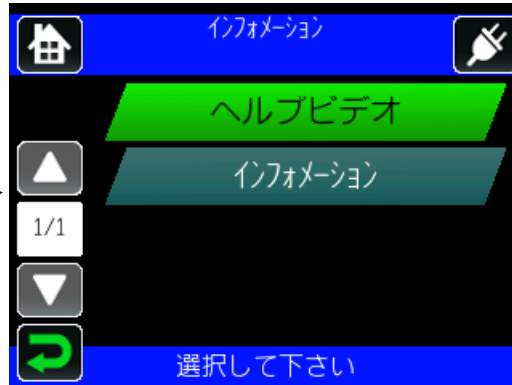 インフォメーション
ヘルプビデオ
インフォメーション
1/1
選択して下さい